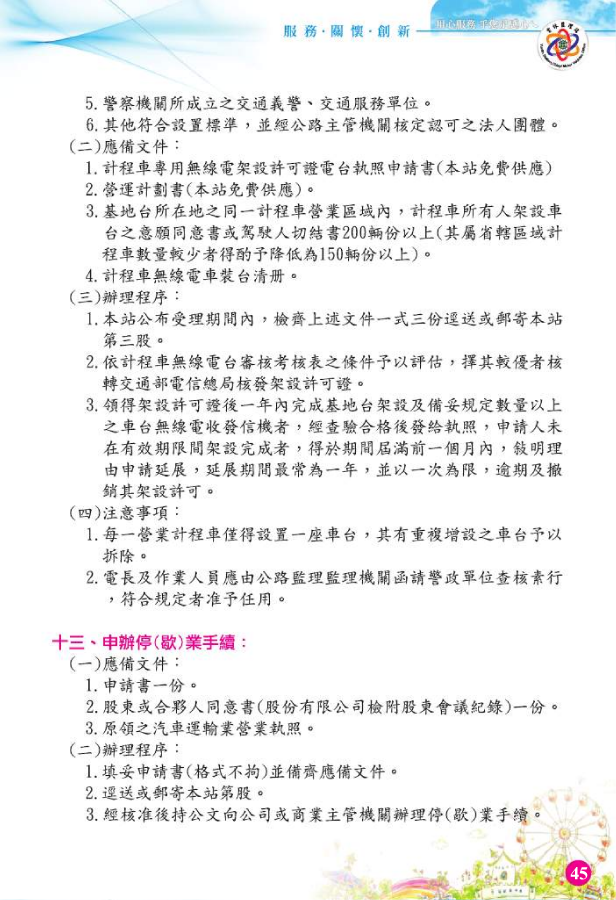 服務·關懷·創新
5.警察機關所成立之交通義警、交通服務單位。
6.其他符合設置標準，並經公路主管機關核定認可之法人團體。
(二)應備文件：
1.計程車專用無線電架設許可證電台執照申請書(本站免費供應)
2.營運計劃書(本站免費供應)。
3.基地台所在地之同一計程車營業區域內，計程車所有人架設車
台之意願同意書或駕駛人切結書200輛份以上(其屬省轄區域計
程車數量較少者得酌予降低為150輛份以上)。
4.計程車無線電車裝台清冊。
(三)辦理程序：
1.本站公布受理期間內，檢齊上述文件一式三份逕送或郵寄本站
第三股。
2.依計程車無線電台審核考核表之條件予以評估，擇其較優者核
轉交通部電信總局核發架設許可證。
3.領得架設許可證後一年內完成基地台架設及備妥規定數量以上
之車台無線電收發信機者，經查驗合格後發給執照，申請人未
在有效期限間架設完成者，得於期間屆滿前一個月內，敘明理
由申請延展，延展期間最常為一年，並以一次為限，逾期及撤
銷其架設許可。
(四)注意事項：
1.每一營業計程車僅得設置一座車台，其有重複增設之車台予以
拆除。
2.電長及作業人員應由公路監理監理機關函請警政單位查核素行
，符合規定者准予任用。
十三、申辦停(歇)業手續：
(一)應備文件：
1.申請書一份。
2.股東或合夥人同意書(股份有限公司檢附股東會議紀錄)一份。
3.原領之汽車運輸業營業執照。
(二)辦理程序：
1.填妥申請書(格式不拘)並備齊應備文件。
2.逕送或郵寄本站第股。
3.經核准後持公文向公司或商業主管機關辦理停(歇)業手續。
45